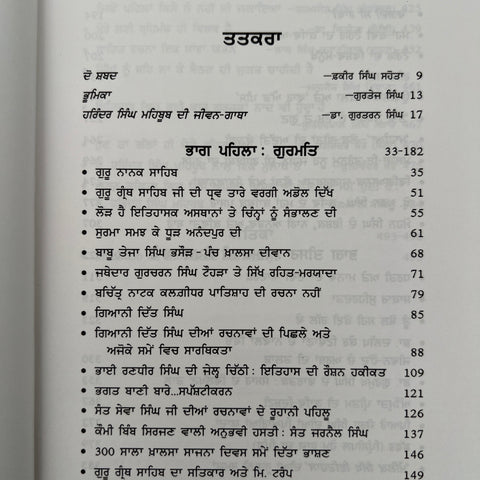 ਤਤਕਰਾ
ਦੋ ਸ਼ਬਦ —ਫ਼ਕੀਰ ਸਿੰਘ ਸਹੋਤਾ 9
ਭੂਮਿਕਾ —ਗੁਰਤੇਜ ਸਿੰਘ 13
ਹਰਿੰਦਰ ਸਿੰਘ ਮਹਿਬੂਬ ਦੀ ਜੀਵਨ-ਗਾਥਾ —ਡਾ. ਗੁਰਤਰਨ ਸਿੰਘ 17
ਭਾਗ ਪਹਿਲਾ : ਗੁਰਮਤਿ 33-182
• ਗੁਰੂ ਨਾਨਕ ਸਾਹਿਬ 35
• ਗੁਰੂ ਗ੍ਰੰਥ ਸਾਹਿਬ ਜੀ ਦੀ ਧ੍ਰੁਵ ਤਾਰੇ ਵਰਗੀ ਅਡੋਲ ਦਿੱਖ 51
• ਲੋੜ ਹੈ ਇਤਿਹਾਸਕ ਅਸਥਾਨਾਂ ਤੇ ਚਿੰਨ੍ਹਾਂ ਨੂੰ ਸੰਭਾਲਣ ਦੀ 55
• ਸੁਰਮਾ ਸਮਝ ਕੇ ਧੂੜ ਅਨੰਦਪੁਰ ਦੀ 61
• ਬਾਬੂ ਤੇਜਾ ਸਿੰਘ ਭਸੌੜ - ਪੰਚ ਖ਼ਾਲਸਾ ਦੀਵਾਨ 68
• ਜਥੇਦਾਰ ਗੁਰਚਰਨ ਸਿੰਘ ਟੌਹੜਾ ਤੇ ਸਿੱਖ ਰਹਿਤ-ਮਰਯਾਦਾ 71
• ਬਚਿੱਤ੍ਰ ਨਾਟਕ ਕਲਗ਼ੀਧਰ ਪਾਤਿਸ਼ਾਹ ਦੀ ਰਚਨਾ ਨਹੀਂ 79
• ਗਿਆਨੀ ਦਿੱਤ ਸਿੰਘ 85
• ਗਿਆਨੀ ਦਿੱਤ ਸਿੰਘ ਦੀਆਂ ਰਚਨਾਵਾਂ ਦੀ ਪਿਛਲੇ ਅਤੇ
ਅਜੋਕੇ ਸਮੇਂ ਵਿਚ ਸਾਰਥਿਕਤਾ 88
• ਭਾਈ ਰਣਧੀਰ ਸਿੰਘ ਦੀ ਜੇਲ੍ਹ ਚਿੱਠੀ : ਇਤਿਹਾਸ ਦੀ ਰੌਸ਼ਨ ਹਕੀਕਤ 109
• ਭਗਤ ਬਾਣੀ ਬਾਰੇ...ਸਪੱਸ਼ਟੀਕਰਨ 121
• ਸੰਤ ਸੇਵਾ ਸਿੰਘ ਜੀ ਦੀਆਂ ਰਚਨਾਵਾਂ ਦੇ ਰੂਹਾਨੀ ਪਹਿਲੂ 126
• ਕੌਮੀ ਬਿੰਬ ਸਿਰਜਣ ਵਾਲੀ ਅਨੁਭਵੀ ਹਸਤੀ : ਸੰਤ ਜਰਨੈਲ ਸਿੰਘ 137
• 300 ਸਾਲਾ ਖ਼ਾਲਸਾ ਸਾਜਨਾ ਦਿਵਸ ਸਮੇਂ ਦਿੱਤਾ ਭਾਸ਼ਣ 146
• ਗੁਰੂ ਗ੍ਰੰਥ ਸਾਹਿਬ ਦਾ ਸਤਿਕਾਰ ਅਤੇ ਮਿ. ਟਰੰਪ 149